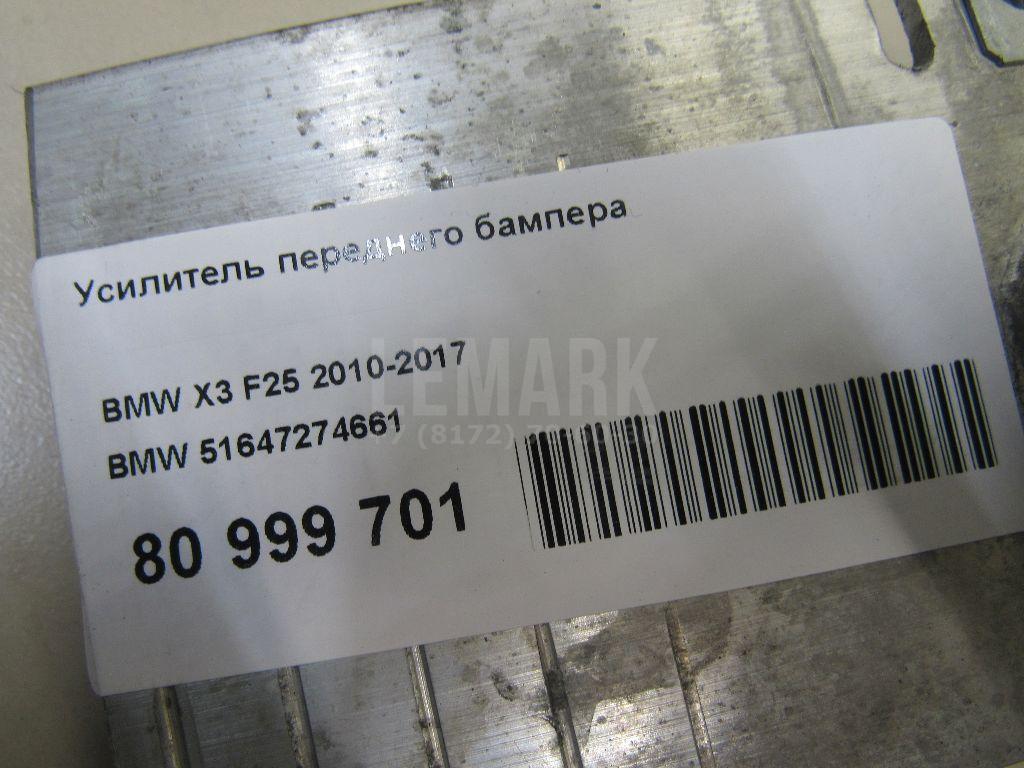 Усилитель переднего бампера
BMW X3 F25 2010-2017
BMW 51647274661
80 999 701
LEMARK